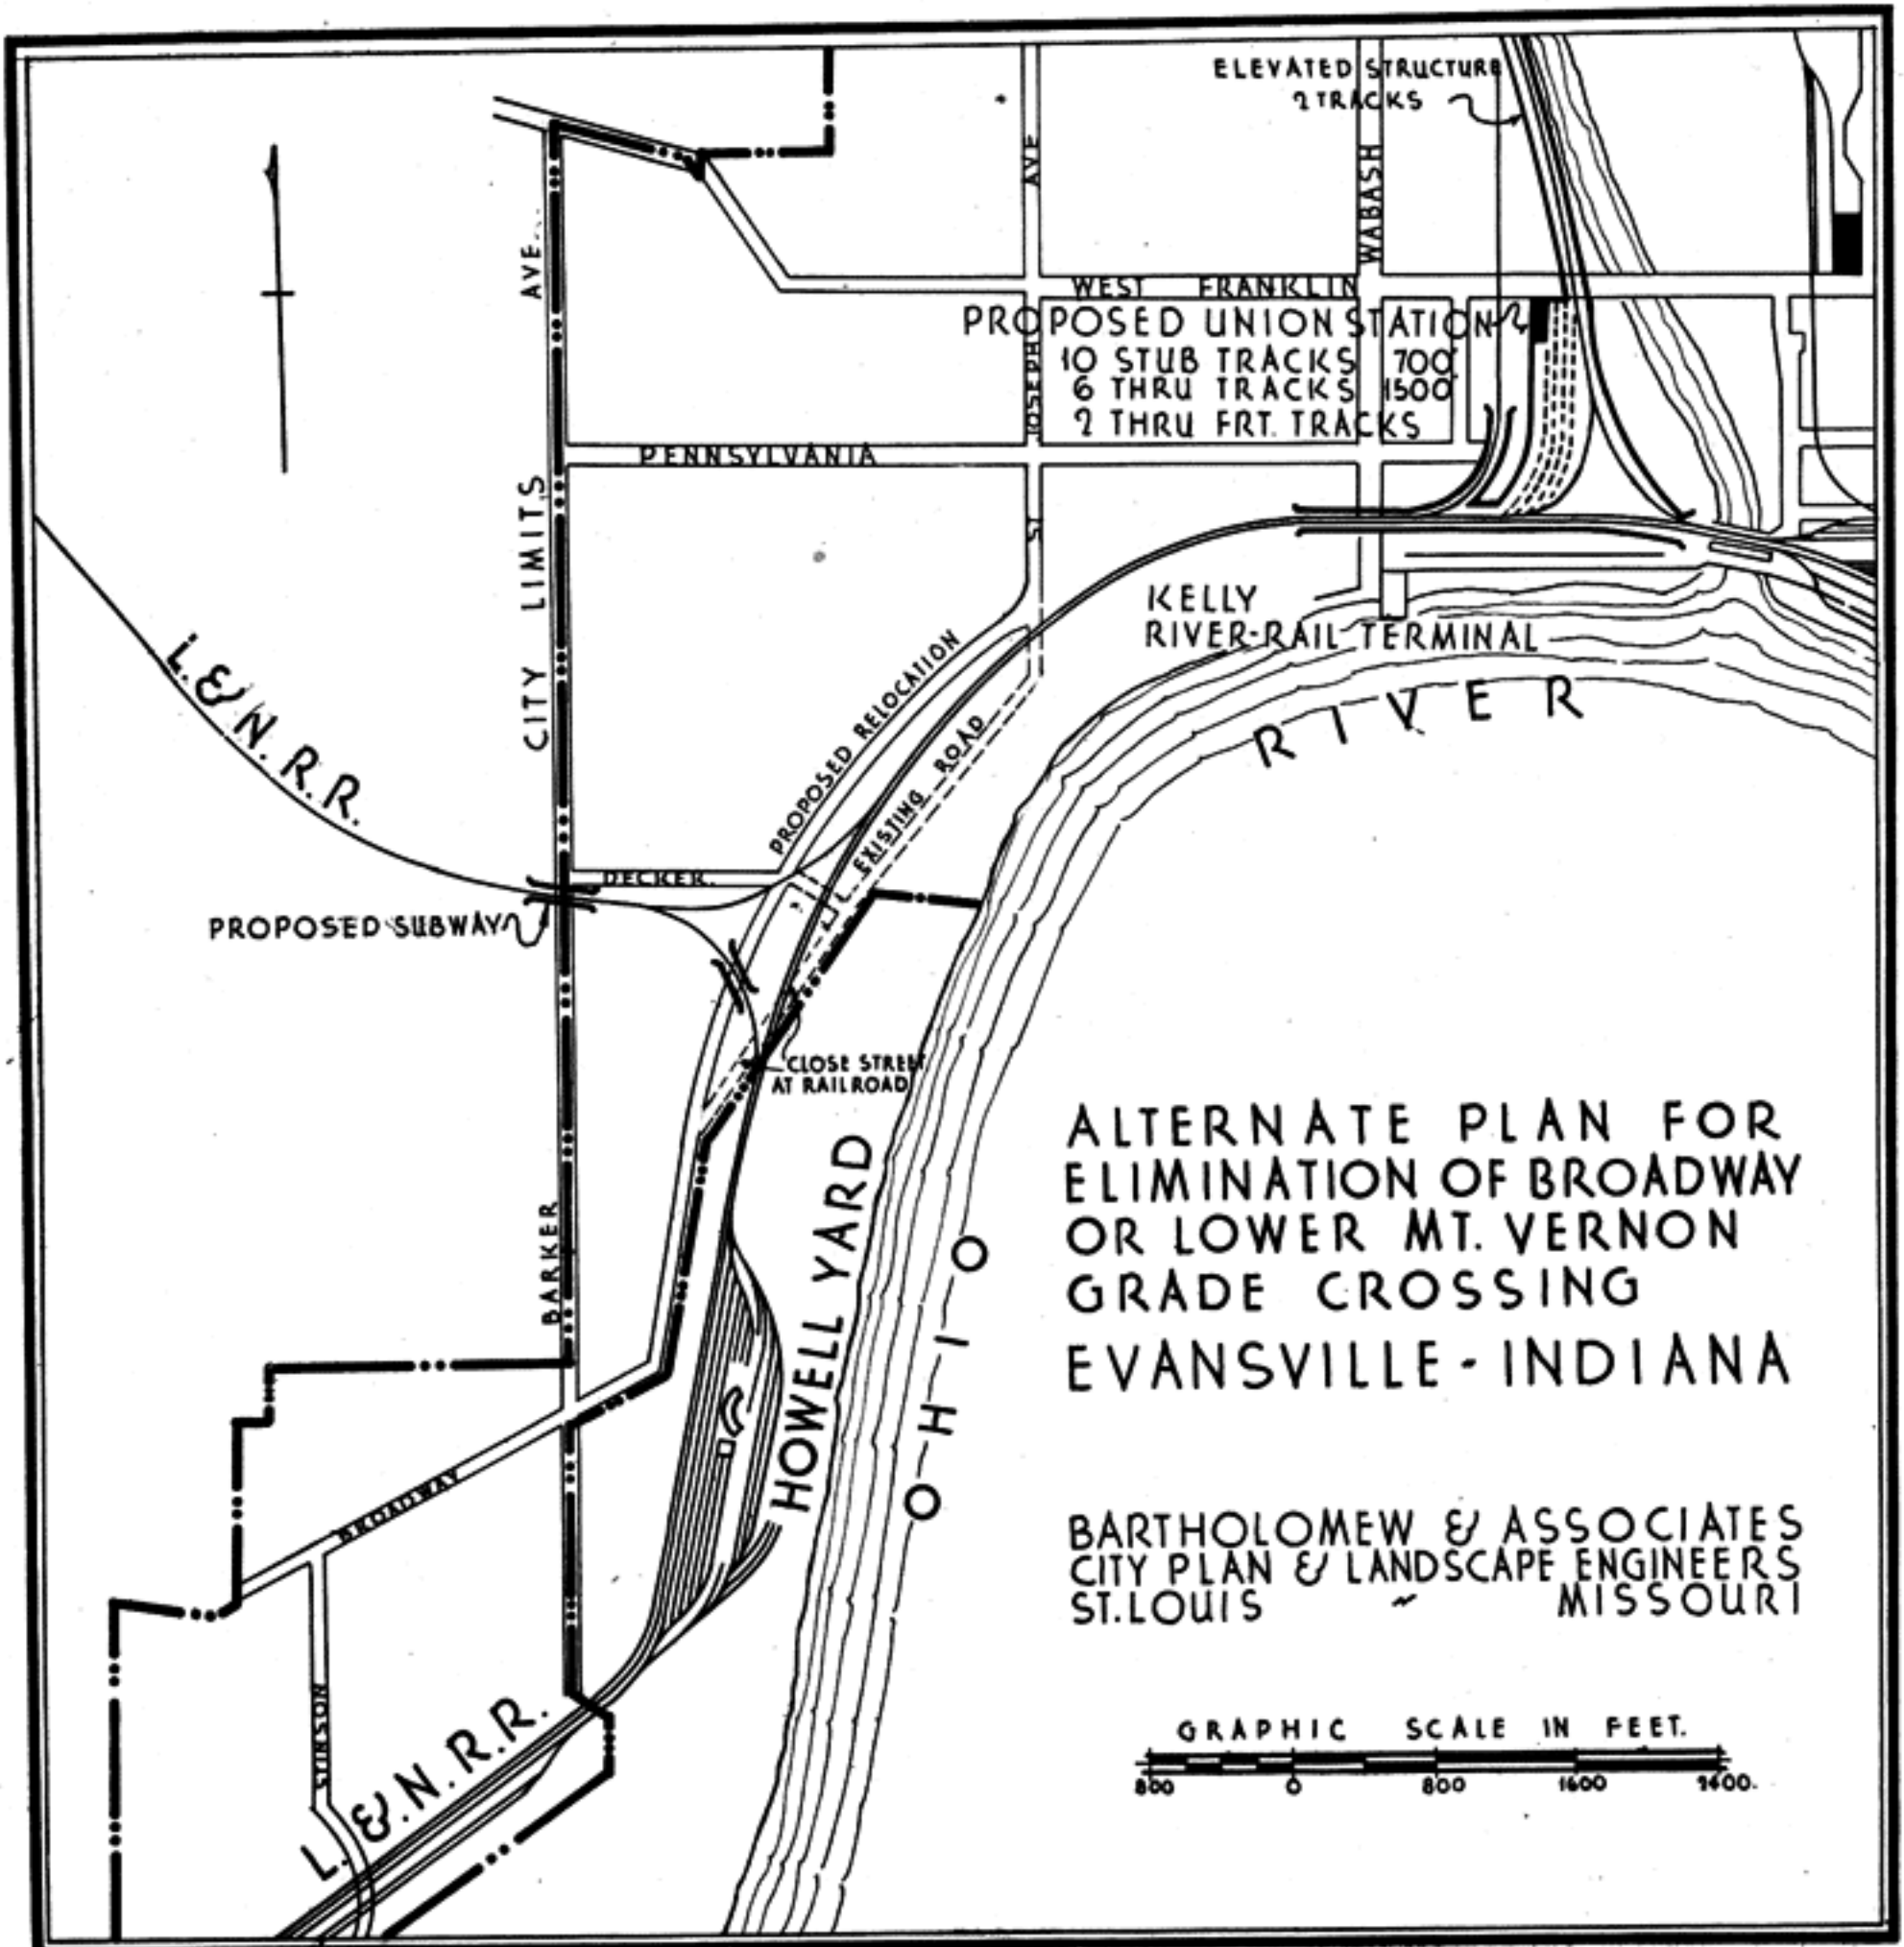 ELEVATED STRUCTURE
2 TRACKS
AVE
WABASH
AVE.
WEST FRANKLIN
PROPOSED UNION STATION
10 STUB TRACKS 700'
6 THRU TRACKS 1500'
2 THRU FRT. TRACKS
JOSEPH
PENNSYLVANIA
ST
CITY LIMITS
KELLY
RIVER-RAIL TERMINAL
RIVER
L. & N. R. R.
PROPOSED RELOCATION
EXISTING ROAD
DECKER.
PROPOSED SUBWAY
CLOSE STREET
AT RAILROAD
BARKER
HOWELL YARD
OHIO
BROADWAY
STINSON
L. & N. R. R.
ALTERNATE PLAN FOR
ELIMINATION OF BROADWAY
OR LOWER MT. VERNON
GRADE CROSSING
EVANSVILLE - INDIANA
BARTHOLOMEW & ASSOCIATES
CITY PLAN & LANDSCAPE ENGINEERS
ST. LOUIS ~ MISSOURI
GRAPHIC SCALE IN FEET.
800 0 800 1600 2400.